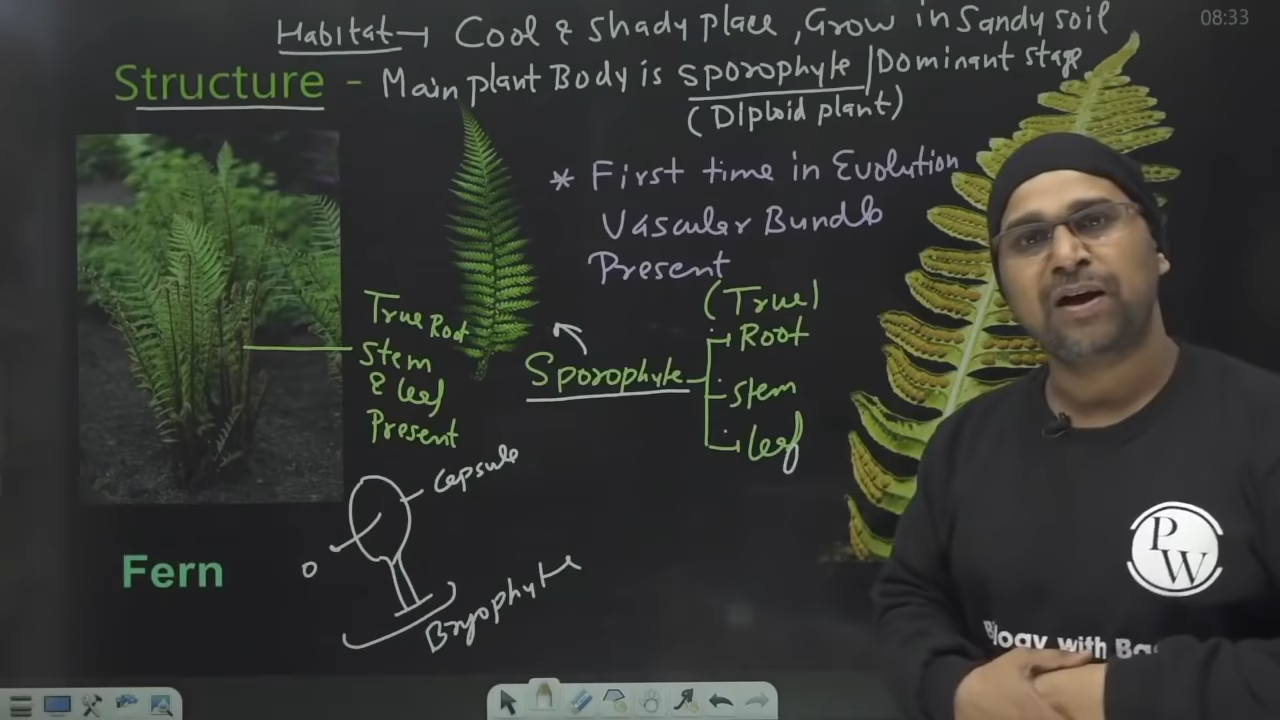 08:33
Habitat → Cool & Shady place, Grow in Sandy soil
Structure - Main plant Body is Sporophyte / Dominant stage
(Diploid plant)
* First time in Evolution
Vascular Bundle
Present
True Root
Stem
& leaf
Present
Sporophyte
(True)
Root
Stem
Leaf
Capsule
Bryophyte
Fern
PW
Biology with